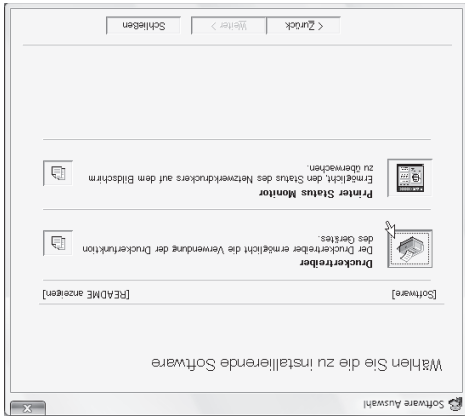 Software Auswahl
Wählen Sie die zu installierende Software
[Software] [README anzeigen]
Druckertreiber
Der Druckertreiber ermöglicht die Verwendung der Druckerfunktion
des Gerätes.
Printer Status Monitor
Ermöglicht, den Status des Netzwerkdruckers auf dem Bildschirm
zu überwachen.
< Zurück Weiter > Schließen